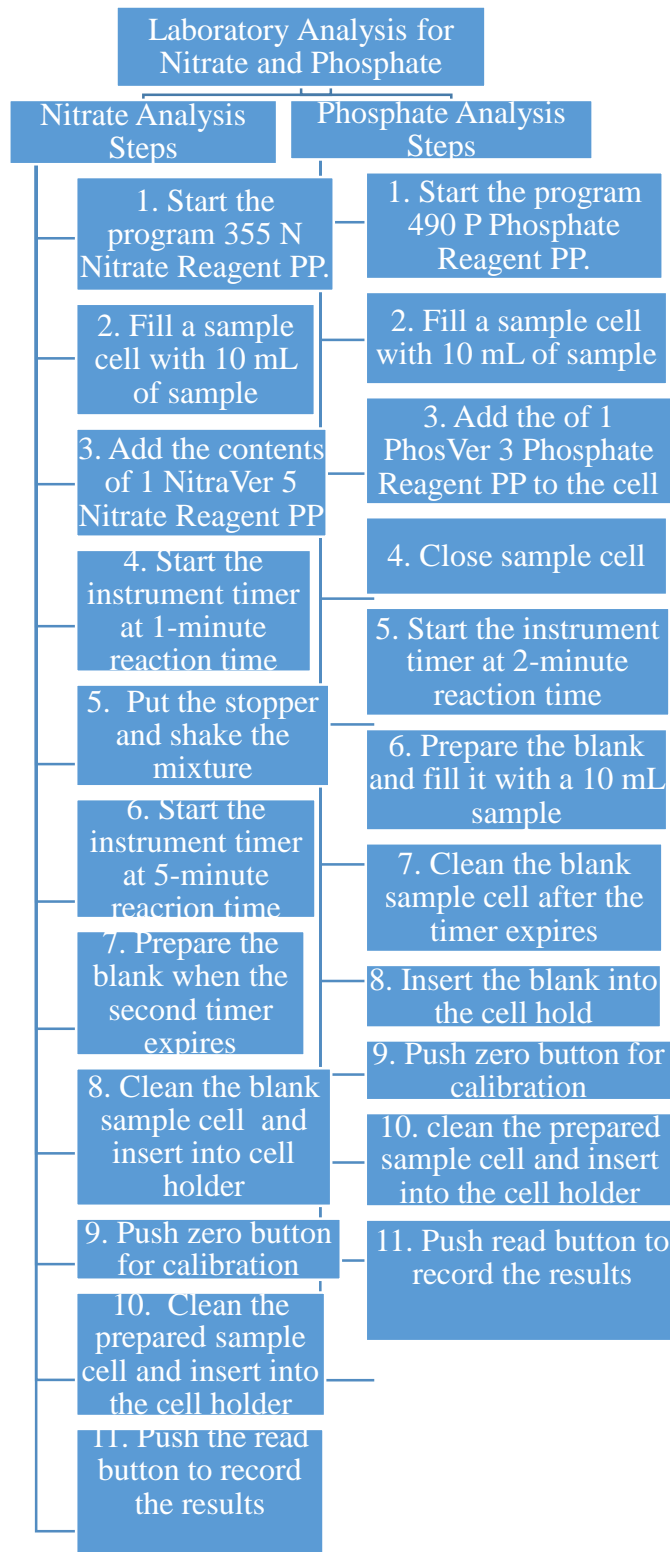 Laboratory Analysis for
Nitrate and Phosphate
Nitrate Analysis
Steps
1. Start the
program 355 N
Nitrate Reagent PP.
2. Fill a sample
cell with 10 mL
of sample
3. Add the contents
of 1 NitraVer 5
Nitrate Reagent PP
4. Start the
instrument timer
at 1-minute
reaction time
5. Put the stopper
and shake the
mixture
6. Start the
instrument timer
at 5-minute
reacrion time
7. Prepare the
blank when the
second timer
expires
8. Clean the blank
sample cell and
insert into cell
holder
9. Push zero button
for calibration
10. Clean the
prepared sample
cell and insert into
the cell holder
11. Push the read
button to record
the results
Phosphate Analysis
Steps
1. Start the program
490 P Phosphate
Reagent PP.
2. Fill a sample cell
with 10 mL of sample
3. Add the of 1
PhosVer 3 Phosphate
Reagent PP to the cell
4. Close sample cell
5. Start the instrument
timer at 2-minute
reaction time
6. Prepare the blank
and fill it with a 10 mL
sample
7. Clean the blank
sample cell after the
timer expires
8. Insert the blank into
the cell hold
9. Push zero button for
calibration
10. clean the prepared
sample cell and insert
into the cell holder
11. Push read button to
record the results